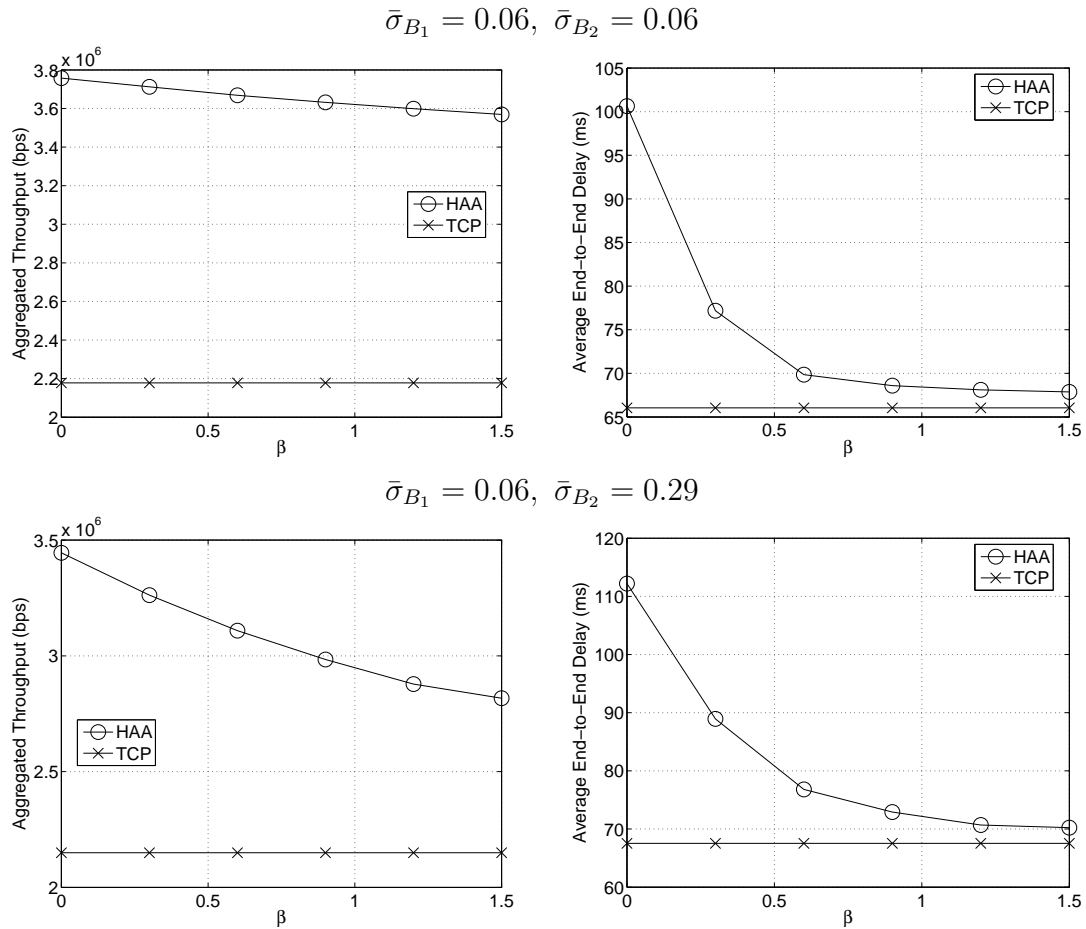 σ̄_{B_1} = 0.06, σ̄_{B_2} = 0.06
x 10^6
3.8
3.6
3.4
3.2
3
2.8
2.6
2.4
2.2
2
0
0.5
1
1.5
β
Aggregated Throughput (bps)
HAA
TCP
105
100
95
90
85
80
75
70
65
0
0.5
1
1.5
β
Average End-to-End Delay (ms)
HAA
TCP
σ̄_{B_1} = 0.06, σ̄_{B_2} = 0.29
x 10^6
3.5
3
2.5
2
0
0.5
1
1.5
β
Aggregated Throughput (bps)
HAA
TCP
120
110
100
90
80
70
60
0
0.5
1
1.5
β
Average End-to-End Delay (ms)
HAA
TCP